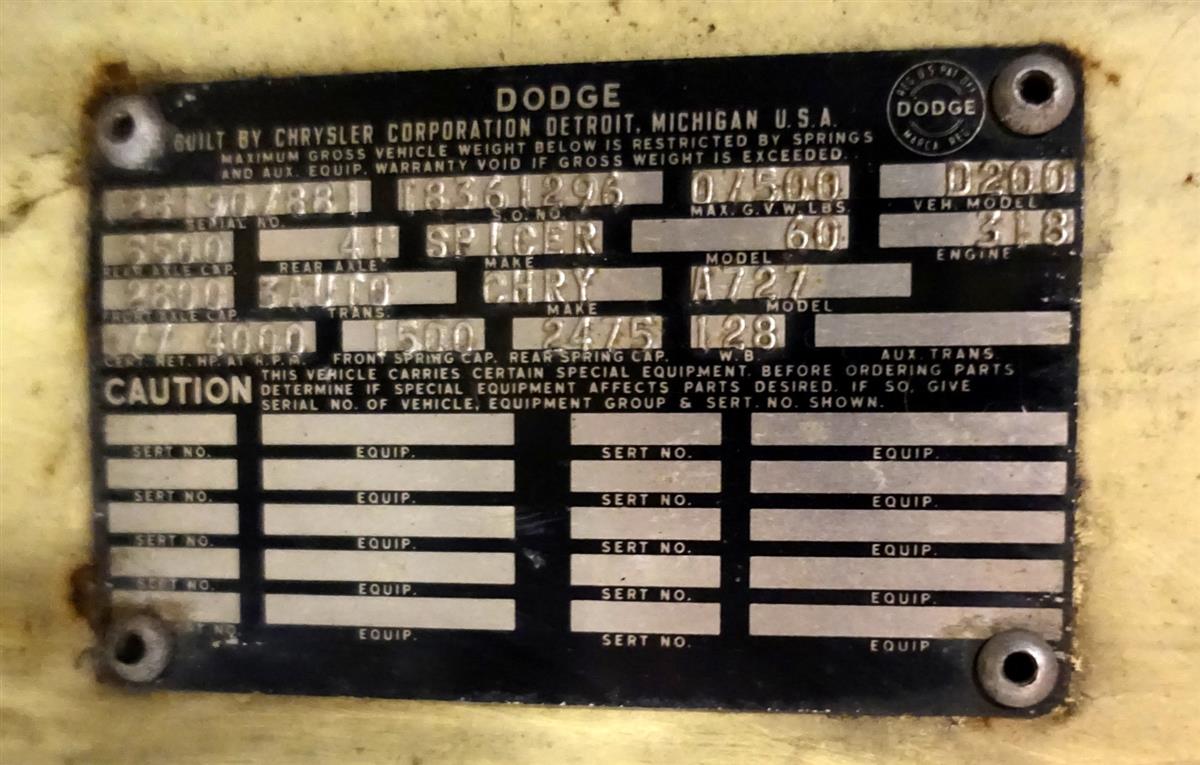 DODGE
BUILT BY CHRYSLER CORPORATION DETROIT, MICHIGAN U.S.A.
REG. U.S. PAT. OFF.
DODGE
MARCA REG.
MAXIMUM GROSS VEHICLE WEIGHT BELOW IS RESTRICTED BY SPRINGS
AND AUX. EQUIP. WARRANTY VOID IF GROSS WEIGHT IS EXCEEDED.
T8361296 07500 D200
SERIAL NO. S.O. NO. MAX. G.V.W. LBS. VEH. MODEL
5500 SPICER 60 318
REAR AXLE CAP. REAR AXLE MAKE MODEL ENGINE
2800 3AUTO CHRY A727
FRONT AXLE CAP. TRANS. MAKE MODEL
177 4000 1500 2475 128
CERT. NET. HP. AT R.P.M. FRONT SPRING CAP. REAR SPRING CAP. W.B. AUX. TRANS.
CAUTION THIS VEHICLE CARRIES CERTAIN SPECIAL EQUIPMENT. BEFORE ORDERING PARTS
DETERMINE IF SPECIAL EQUIPMENT AFFECTS PARTS DESIRED. IF SO, GIVE
SERIAL NO. OF VEHICLE, EQUIPMENT GROUP & SERT. NO. SHOWN.
SERT NO. EQUIP. SERT NO. EQUIP.
SERT NO. EQUIP. SERT NO. EQUIP.
SERT NO. EQUIP. SERT NO. EQUIP.
SERT NO. EQUIP. SERT NO. EQUIP.
NO. EQUIP. SERT NO. EQUIP